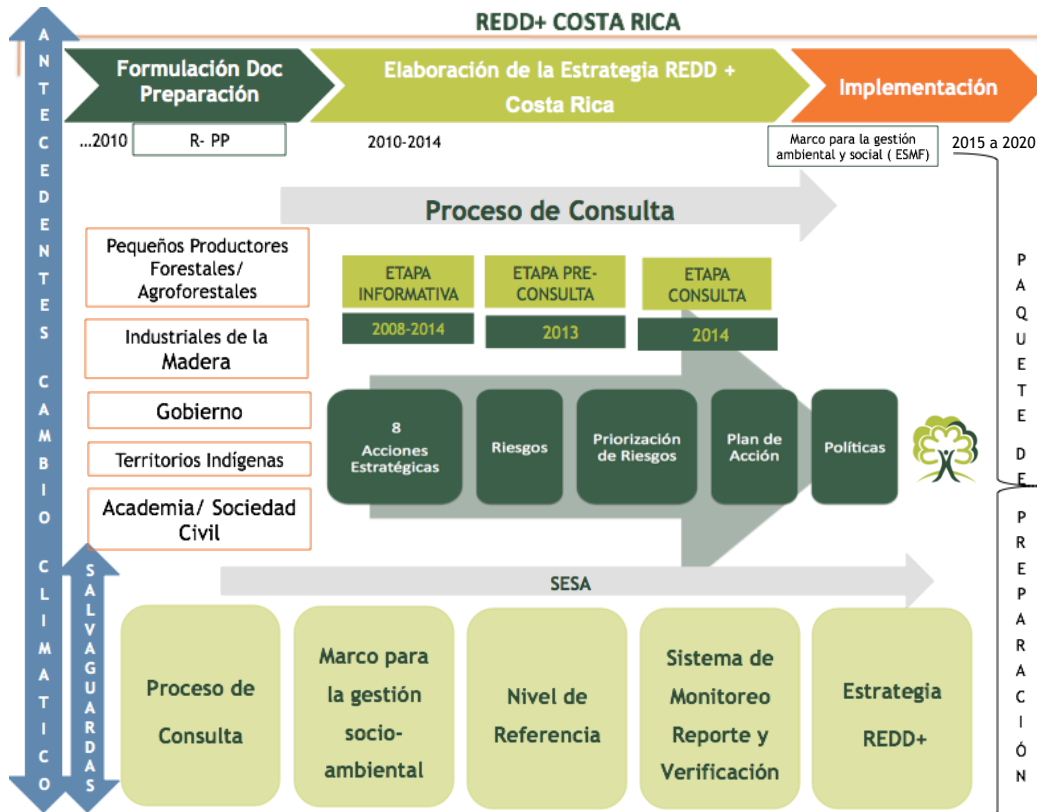 REDD+ COSTA RICA
ANTECEDENTES CAMBIO CLIMATICO
Formulación Doc
Preparación
Elaboración de la Estrategia REDD +
Costa Rica
Implementación
...2010
R- PP
2010-2014
Marco para la gestión
ambiental y social ( ESMF)
2015 a 2020
Proceso de Consulta
Pequeños Productores
Forestales/
Agroforestales
Industriales de la
Madera
Gobierno
Territorios Indígenas
Academia/ Sociedad
Civil
ETAPA
INFORMATIVA
2008-2014
ETAPA PRE-
CONSULTA
2013
ETAPA
CONSULTA
2014
8
Acciones
Estratégicas
Riesgos
Priorización
de Riesgos
Plan de
Acción
Políticas
PAQUETE DE PREPARACIÓN
SALVAGUARDAS
SESA
Proceso de
Consulta
Marco para
la gestión
socio-
ambiental
Nivel de
Referencia
Sistema de
Monitoreo
Reporte y
Verificación
Estrategia
REDD+